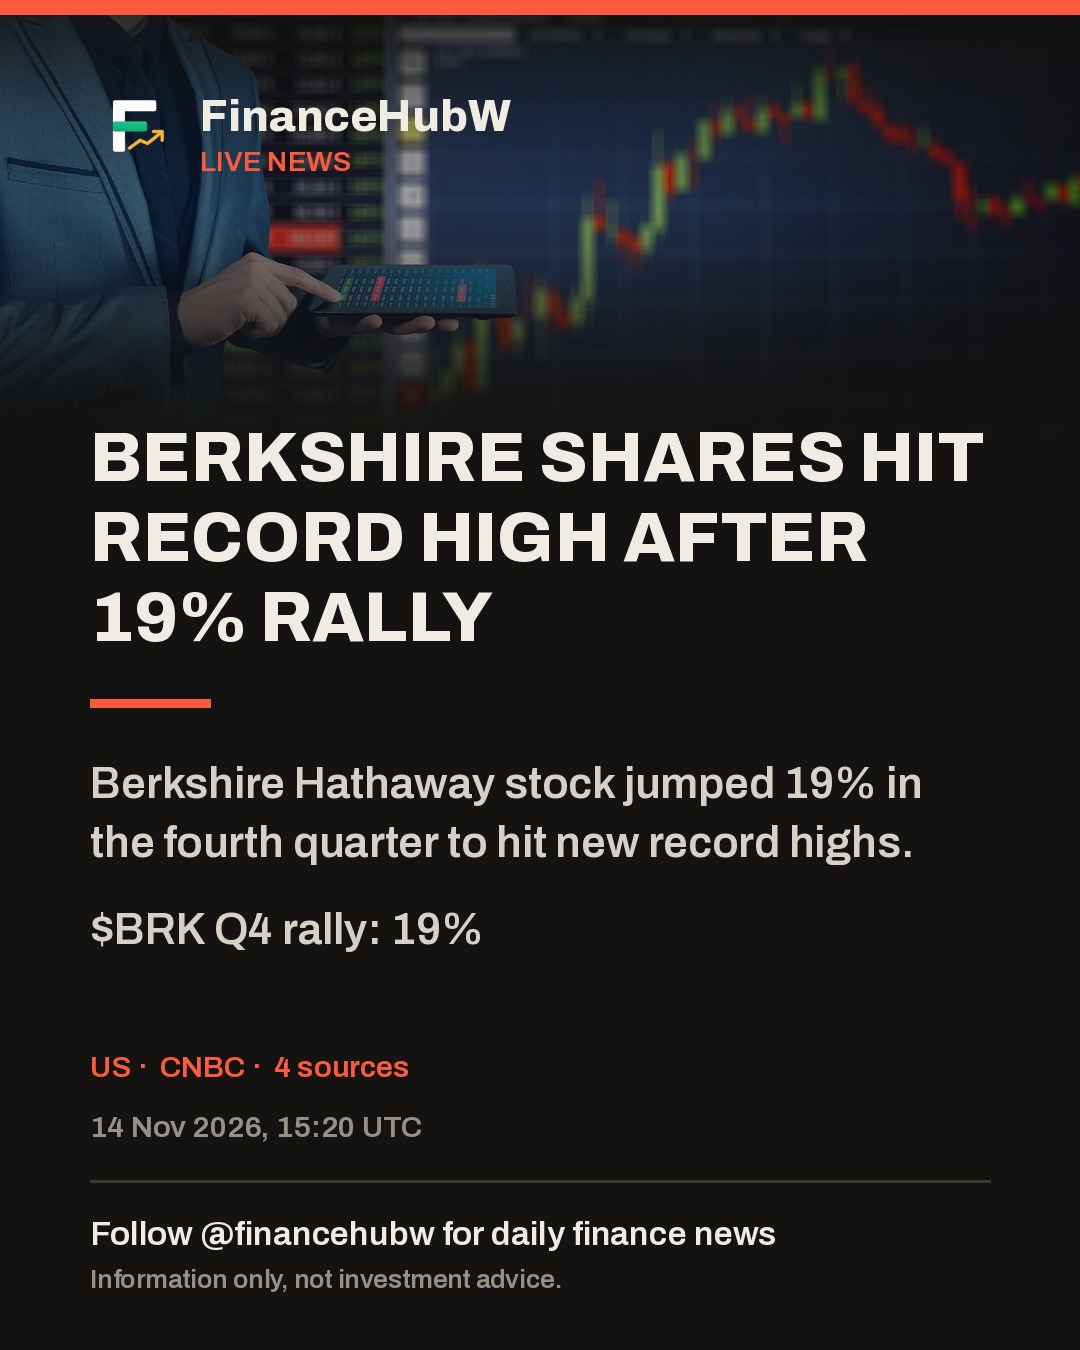 FinanceHubW
LIVE NEWS
BERKSHIRE SHARES HIT
RECORD HIGH AFTER
19% RALLY
Berkshire Hathaway stock jumped 19% in
the fourth quarter to hit new record highs.
$BRK Q4 rally: 19%
US · CNBC · 4 sources
14 Nov 2026, 15:20 UTC
Follow @financehubw for daily finance news
Information only, not investment advice.